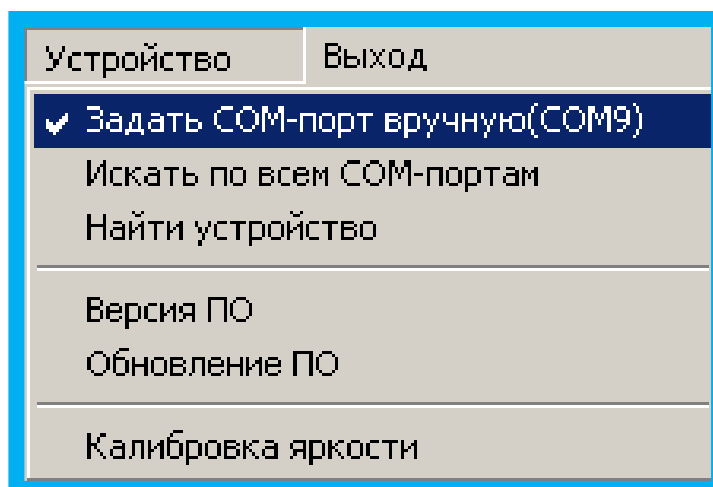 Устройство Выход
Задать COM-порт вручную(COM9)
Искать по всем COM-портам
Найти устройство
Версия ПО
Обновление ПО
Калибровка яркости